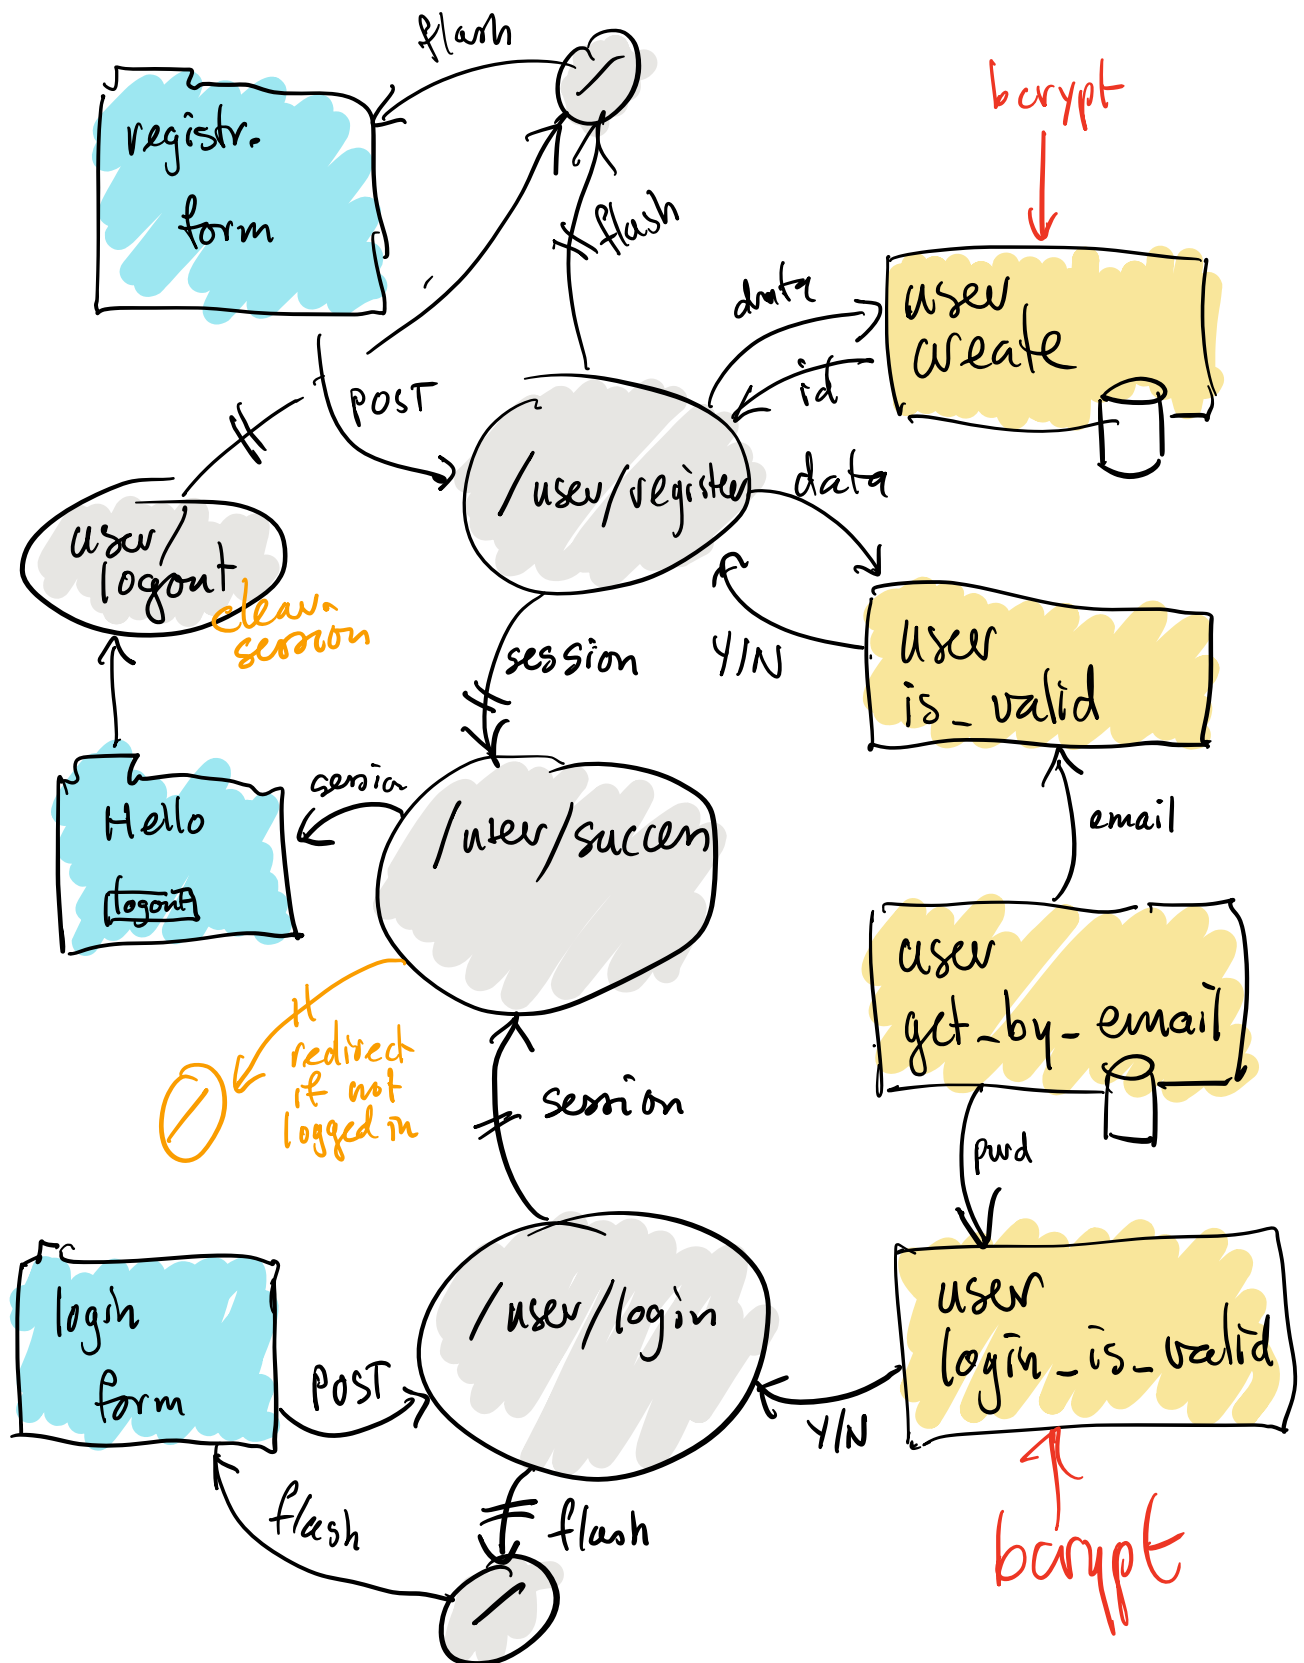 flash
/
bcrypt
registr.
form
flash
data
user
create
id
POST
/user/register
data
user/
logout
clear
session
session
Y/N
user
is_valid
session
Hello
logout
/user/success
email
user
get_by_email
redirect
if not
logged in
/
session
pwd
login
form
/user/login
user
login_is_valid
POST
Y/N
flash
flash
bcrypt
/